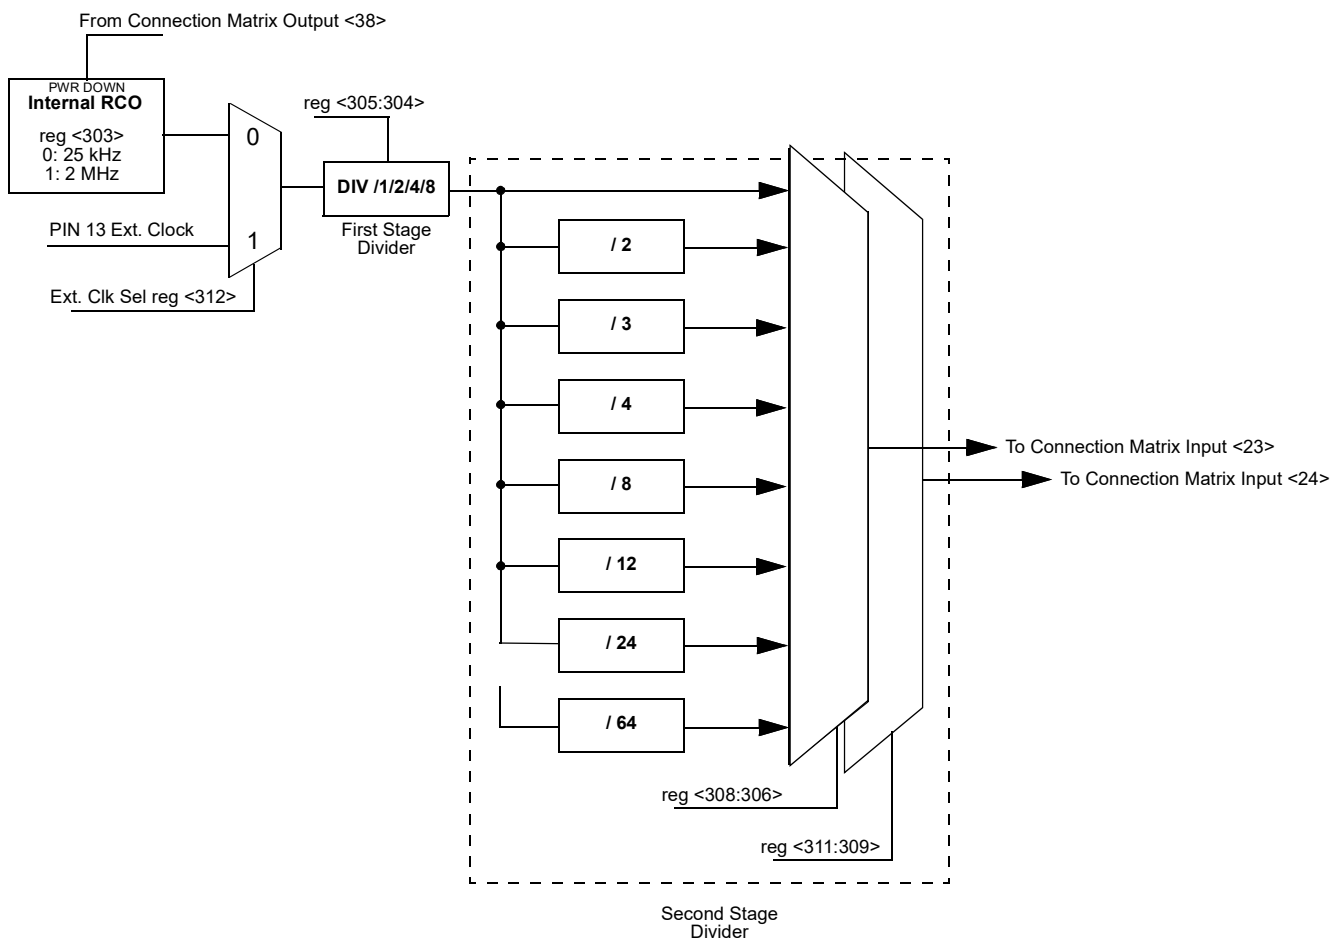 From Connection Matrix Output <38>
PWR DOWN
Internal RCO
reg <303>
0: 25 kHz
1: 2 MHz
0
1
PIN 13 Ext. Clock
Ext. Clk Sel reg <312>
reg <305:304>
DIV /1/2/4/8
First Stage
Divider
/ 2
/ 3
/ 4
/ 8
/ 12
/ 24
/ 64
To Connection Matrix Input <23>
To Connection Matrix Input <24>
reg <308:306>
reg <311:309>
Second Stage
Divider